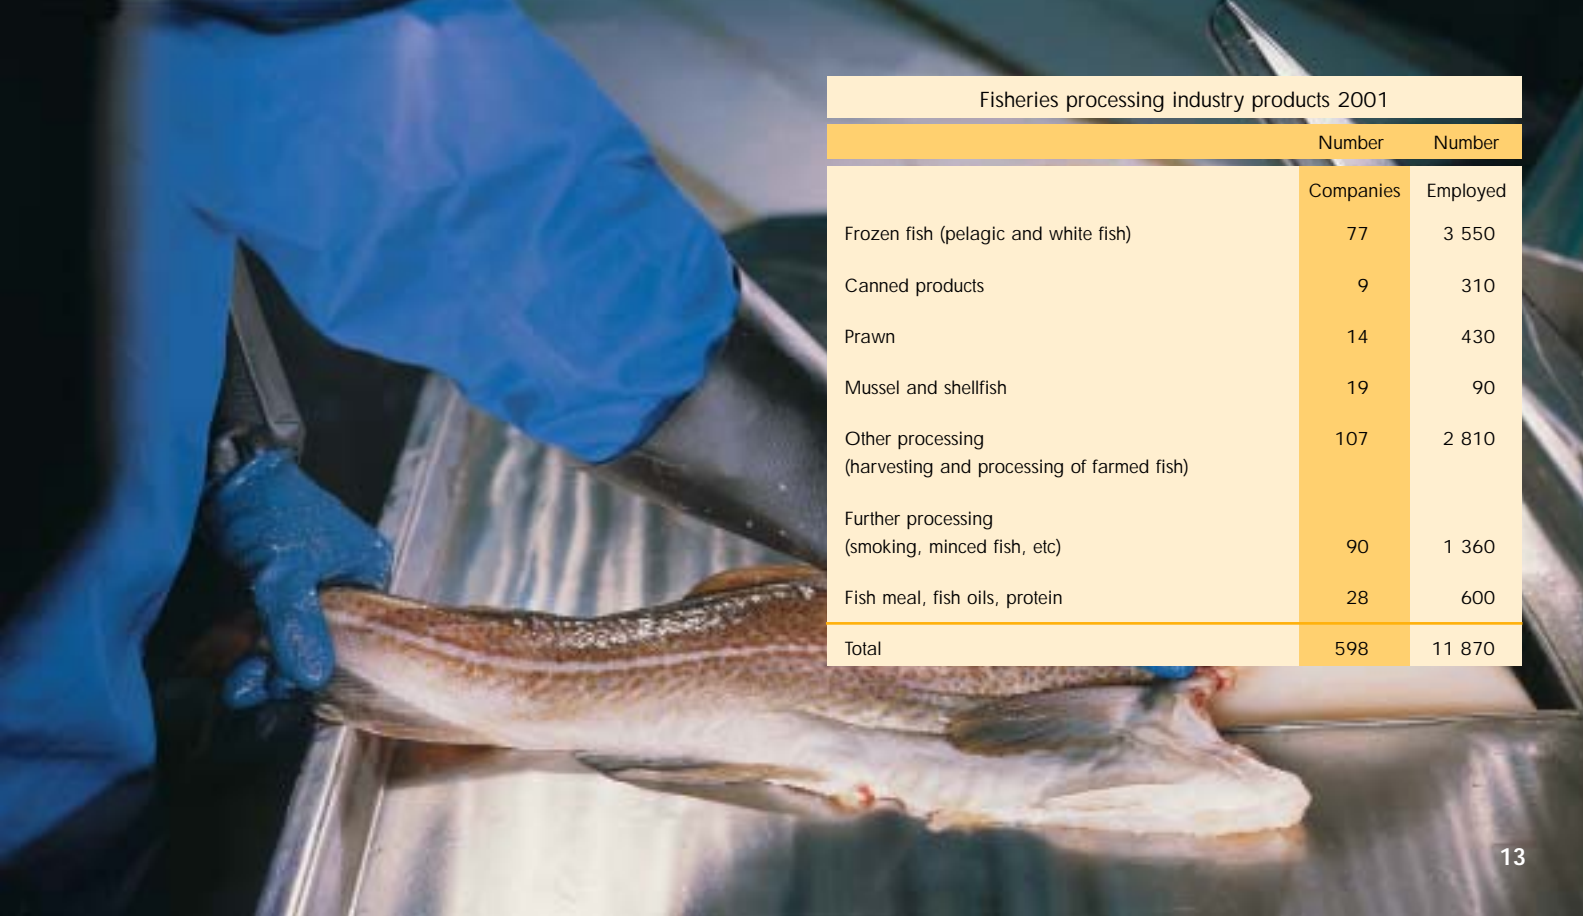 Fisheries processing industry products 2001
Number Number
Companies Employed
Frozen fish (pelagic and white fish) 77 3 550
Canned products 9 310
Prawn 14 430
Mussel and shellfish 19 90
Other processing 107 2 810
(harvesting and processing of farmed fish)
Further processing
(smoking, minced fish, etc) 90 1 360
Fish meal, fish oils, protein 28 600
Total 598 11 870
13